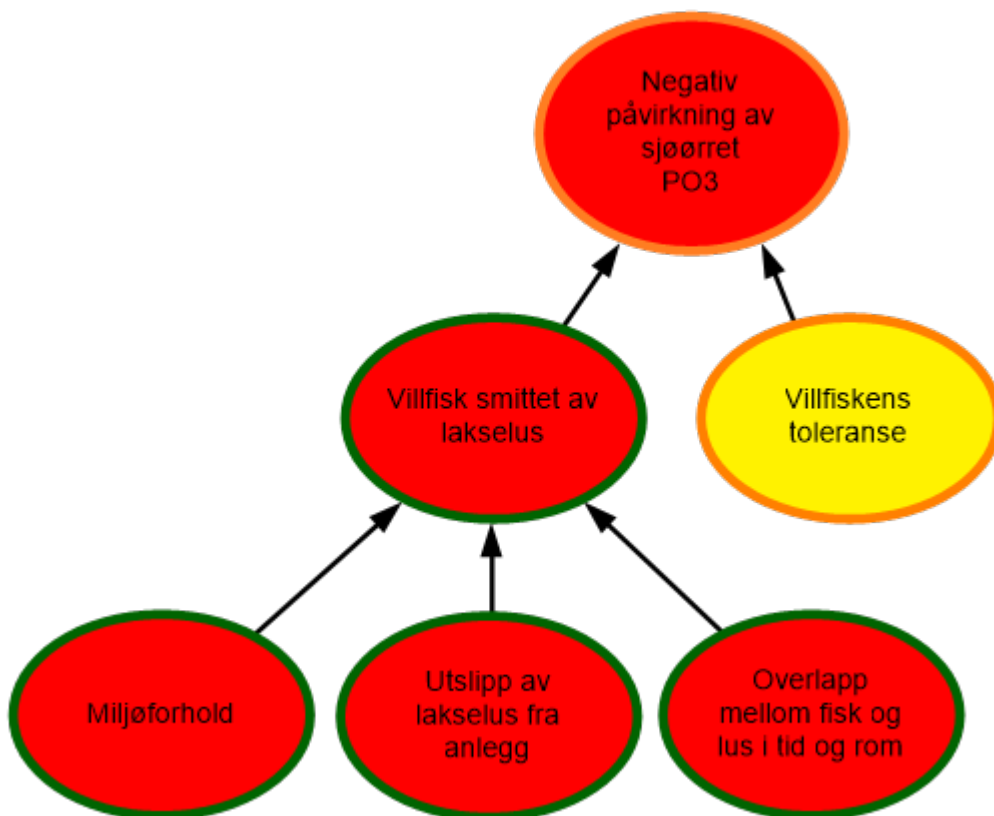 Negativ
påvirkning av
sjøørret
PO3
Villfisk smittet av
lakselus
Villfiskens
toleranse
Miljøforhold
Utslipp av
lakselus fra
anlegg
Overlapp
mellom fisk og
lus i tid og rom